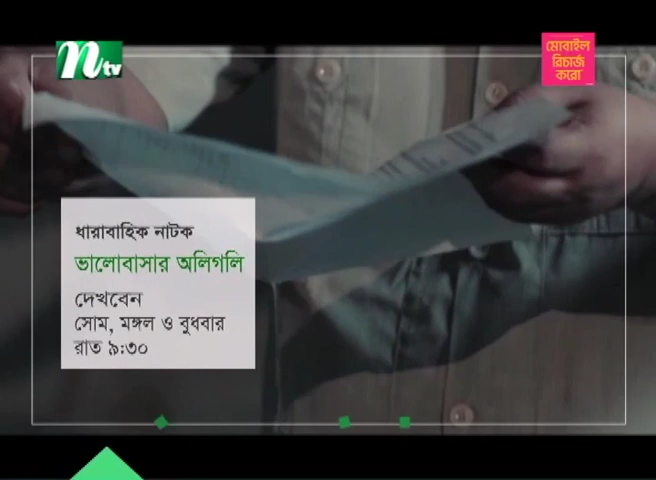 ntv
মোবাইল
রিচার্জ
করো
ধারাবাহিক নাটক
ভালোবাসার অলিগলি
দেখবেন
সোম, মঙ্গল ও বুধবার
রাত ৯:৩০